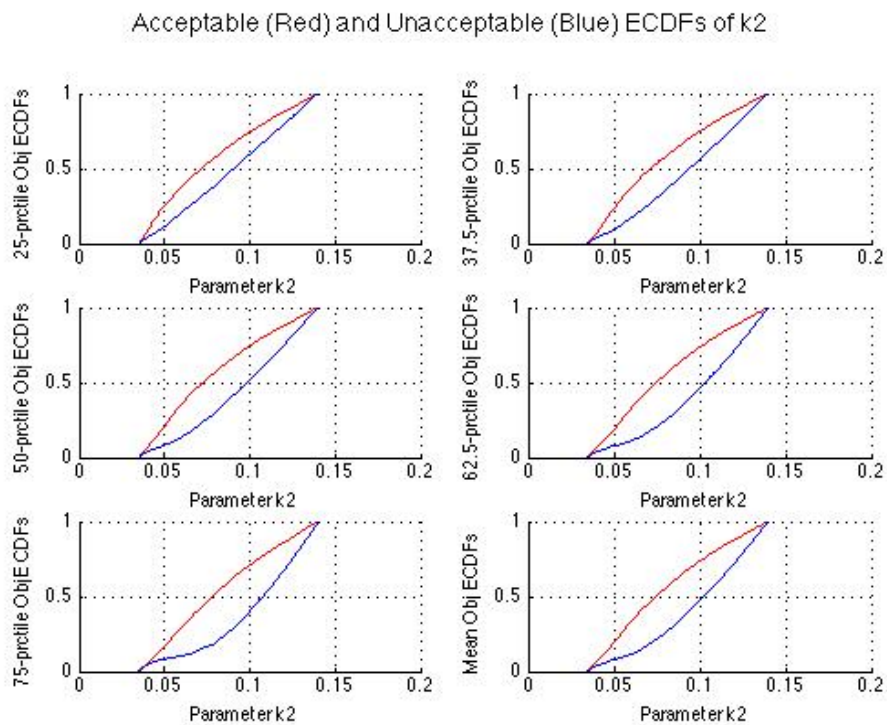 Acceptable (Red) and Unacceptable (Blue) ECDFs of k2
25-prctile Obj ECDFs
1
0.5
0
0 0.05 0.1 0.15 0.2
Parameter k2
37.5-prctile Obj ECDFs
1
0.5
0
0 0.05 0.1 0.15 0.2
Parameter k2
50-prctile Obj ECDFs
1
0.5
0
0 0.05 0.1 0.15 0.2
Parameter k2
62.5-prctile Obj ECDFs
1
0.5
0
0 0.05 0.1 0.15 0.2
Parameter k2
75-prctile Obj ECDFs
1
0.5
0
0 0.05 0.1 0.15 0.2
Parameter k2
Mean Obj ECDFs
1
0.5
0
0 0.05 0.1 0.15 0.2
Parameter k2